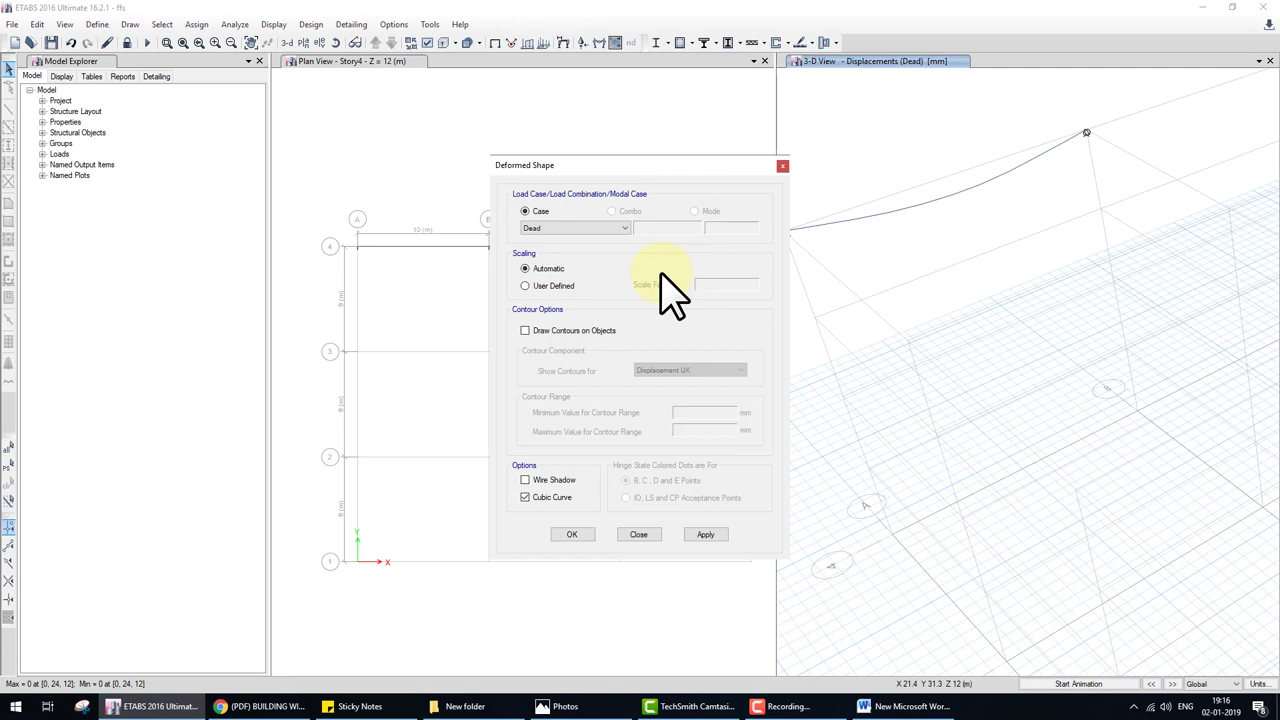 ETABS 2016 Ultimate 16.2.1 - ffs
File Edit View Define Draw Select Assign Analyze Display Design Detailing Options Tools Help
3-d nd
Model Explorer
Plan View - Story4 - Z = 12 (m)
3-D View - Displacements (Dead) [mm]
Model Display Tables Reports Detailing
Model
Project
Structure Layout
Properties
Structural Objects
Groups
Loads
Named Output Items
Named Plots
A
B
10 (m)
4
8 (m)
3
8 (m)
2
8 (m)
1
Y
X
Deformed Shape
Load Case/Load Combination/Modal Case
Case Combo Mode
Dead
Scaling
Automatic
User Defined
Contour Options
Draw Contours on Objects
Contour Component
Show Contours for Displacement UX
Contour Range
Minimum Value for Contour Range mm
Maximum Value for Contour Range mm
Options
Wire Shadow
Cubic Curve
Hinge State Colored Dots are For
B, C , D and E Points
IO, LS and CP Acceptance Points
OK Close Apply
B
A
Max = 0 at [0, 24, 12]; Min = 0 at [0, 24, 12]
X 21.4 Y 31.3 Z 12 (m)
Start Animation << >> Global Units...
ETABS 2016 Ultimat...
(PDF) BUILDING WI...
Sticky Notes
New folder
Photos
TechSmith Camtasi...
Recording...
New Microsoft Wor...
ENG
19:16
02-01-2019